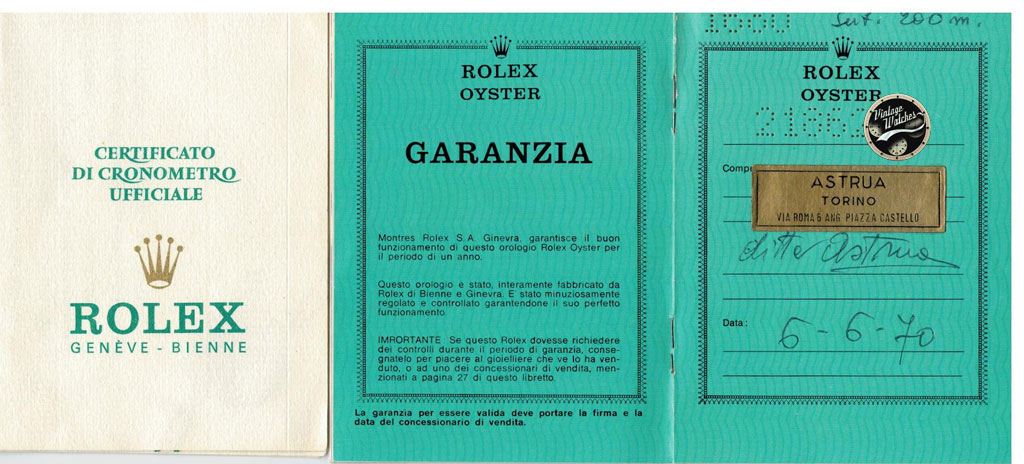 CERTIFICATO
DI CRONOMETRO
UFFICIALE
ROLEX
GENÈVE - BIENNE
ROLEX
OYSTER
GARANZIA
Montres Rolex S.A. Ginevra, garantisce il buon
funzionamento di questo orologio Rolex Oyster per
il periodo di un anno.
Questo orologio è stato, interamente fabbricato da
Rolex di Bienne e Ginevra. E stato minuziosamente
regolato e controllato garantendone il suo perfetto
funzionamento.
IMPORTANTE Se questo Rolex dovesse richiedere
dei controlli durante il periodo di garanzia, conse-
gnatelo per piacere al gioielliere che ve lo ha ven-
duto, o ad uno dei concessionari di vendita, men-
zionati a pagina 27 di questo libretto.
La garanzia per essere valida deve portare la firma e la
data del concessionario di vendita.
200 m.
ROLEX
OYSTER
Vintage
Watches
ASTRUA
TORINO
VIA ROMA 6 ANG. PIAZZA CASTELLO
ditta Astrua
Data : 6-6-70